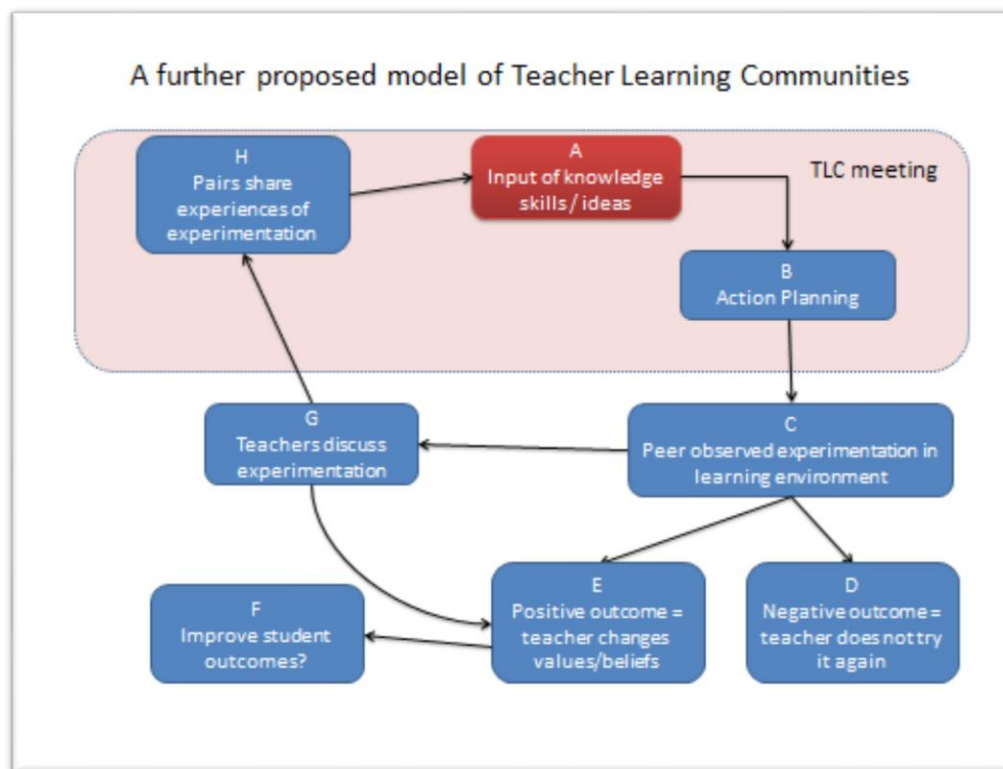 A further proposed model of Teacher Learning Communities
H
Pairs share
experiences of
experimentation
A
Input of knowledge
skills / ideas
TLC meeting
B
Action Planning
G
Teachers discuss
experimentation
C
Peer observed experimentation in
learning environment
F
Improve student
outcomes?
E
Positive outcome =
teacher changes
values/beliefs
D
Negative outcome =
teacher does not try
it again